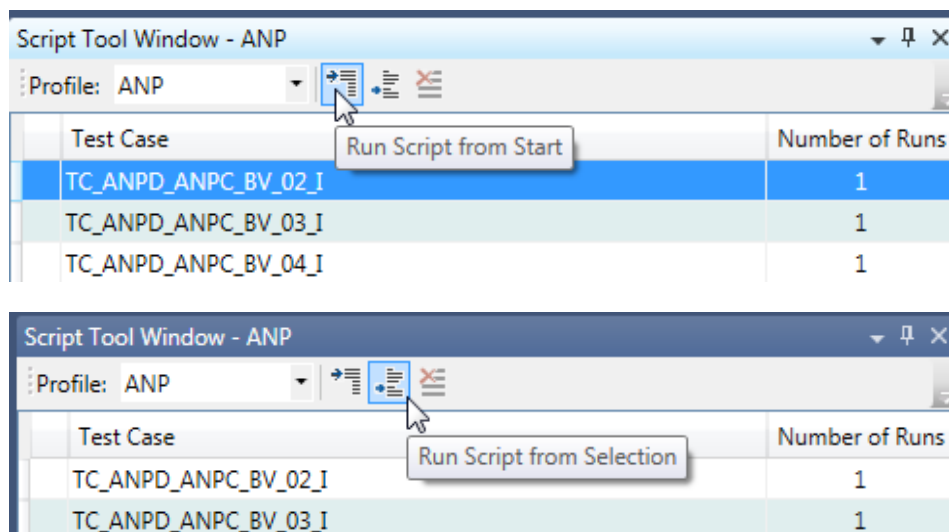 Script Tool Window - ANP
Profile: ANP
Run Script from Start
Test Case Number of Runs
TC_ANPD_ANPC_BV_02_I 1
TC_ANPD_ANPC_BV_03_I 1
TC_ANPD_ANPC_BV_04_I 1
Script Tool Window - ANP
Profile: ANP
Test Case Number of Runs
Run Script from Selection
TC_ANPD_ANPC_BV_02_I 1
TC_ANPD_ANPC_BV_03_I 1